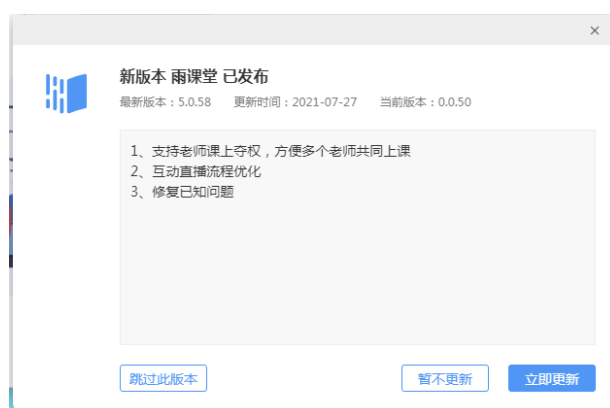 新版本 雨课堂 已发布
最新版本：5.0.58 更新时间：2021-07-27 当前版本：0.0.50
1、支持老师课上夺权，方便多个老师共同上课
2、互动直播流程优化
3、修复已知问题
跳过此版本 暂不更新 立即更新